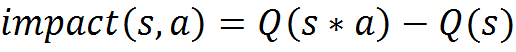 impact(s, a) = Q(s * a) − Q(s)